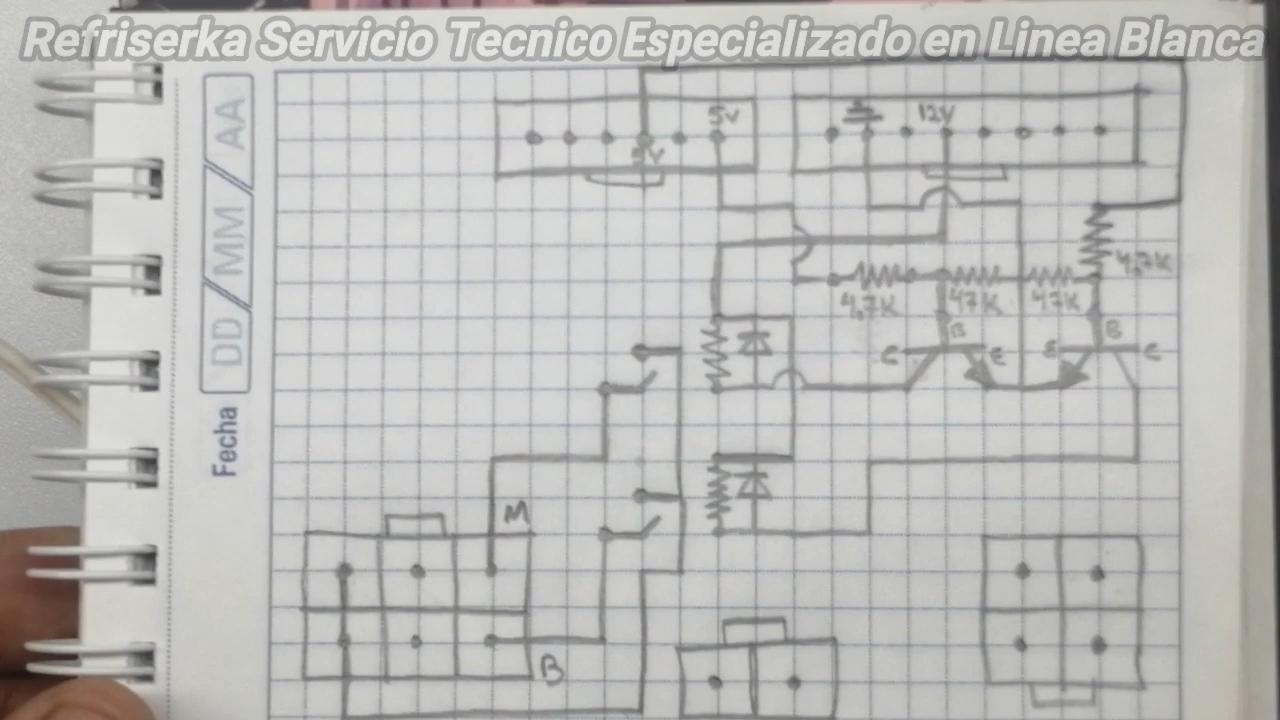 Refriserka Servicio Tecnico Especializado en Linea Blanca
DD/MM/AA
Fecha
5V
12V
4,7K
4,7K
47K
47K
B
B
C
E
E
C
M
B